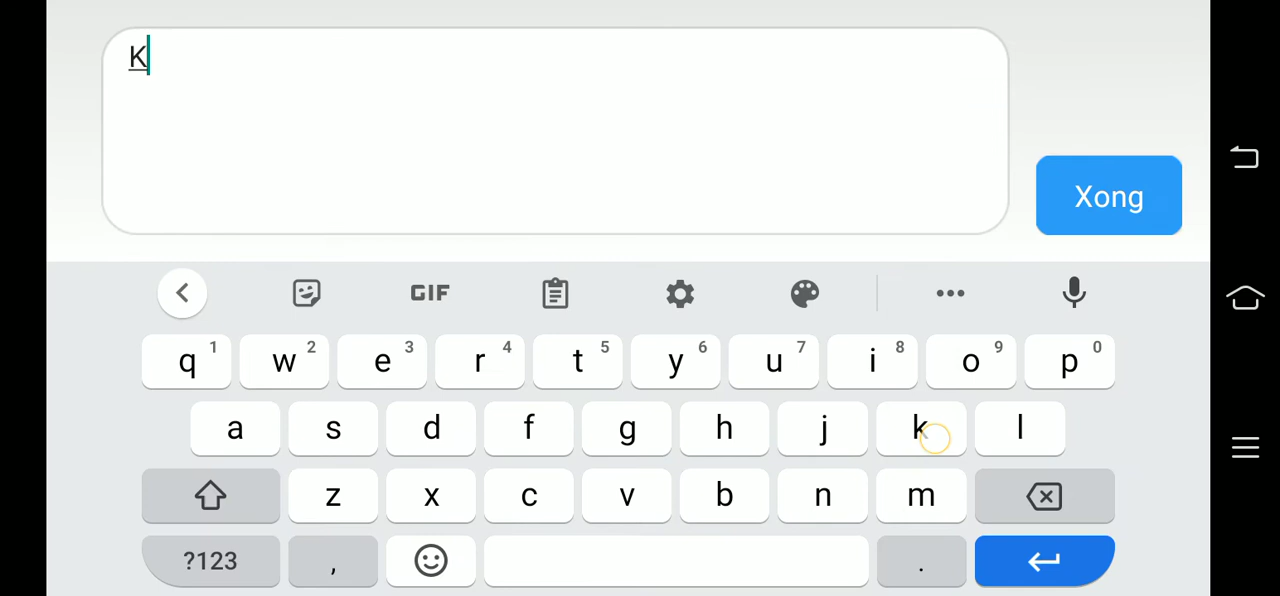 K
Xong
GIF
q 1 w 2 e 3 r 4 t 5 y 6 u 7 i 8 o 9 p 0
a s d f g h j k l
z x c v b n m
?123 , .